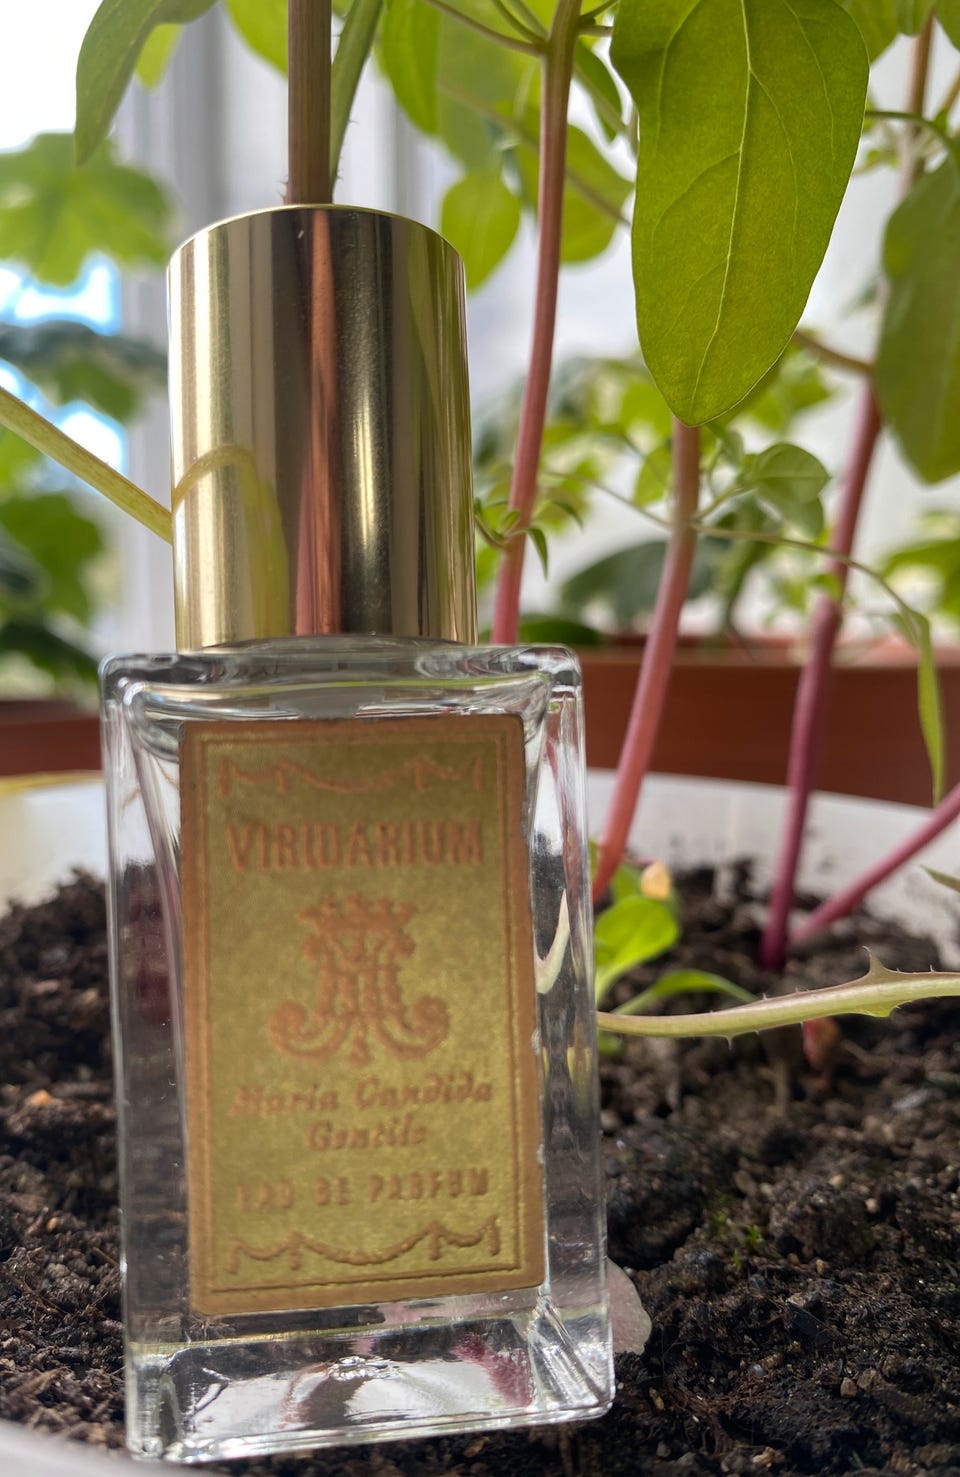 VIRIDARIUM
Maria Candida
Gentile
EAU DE PARFUM